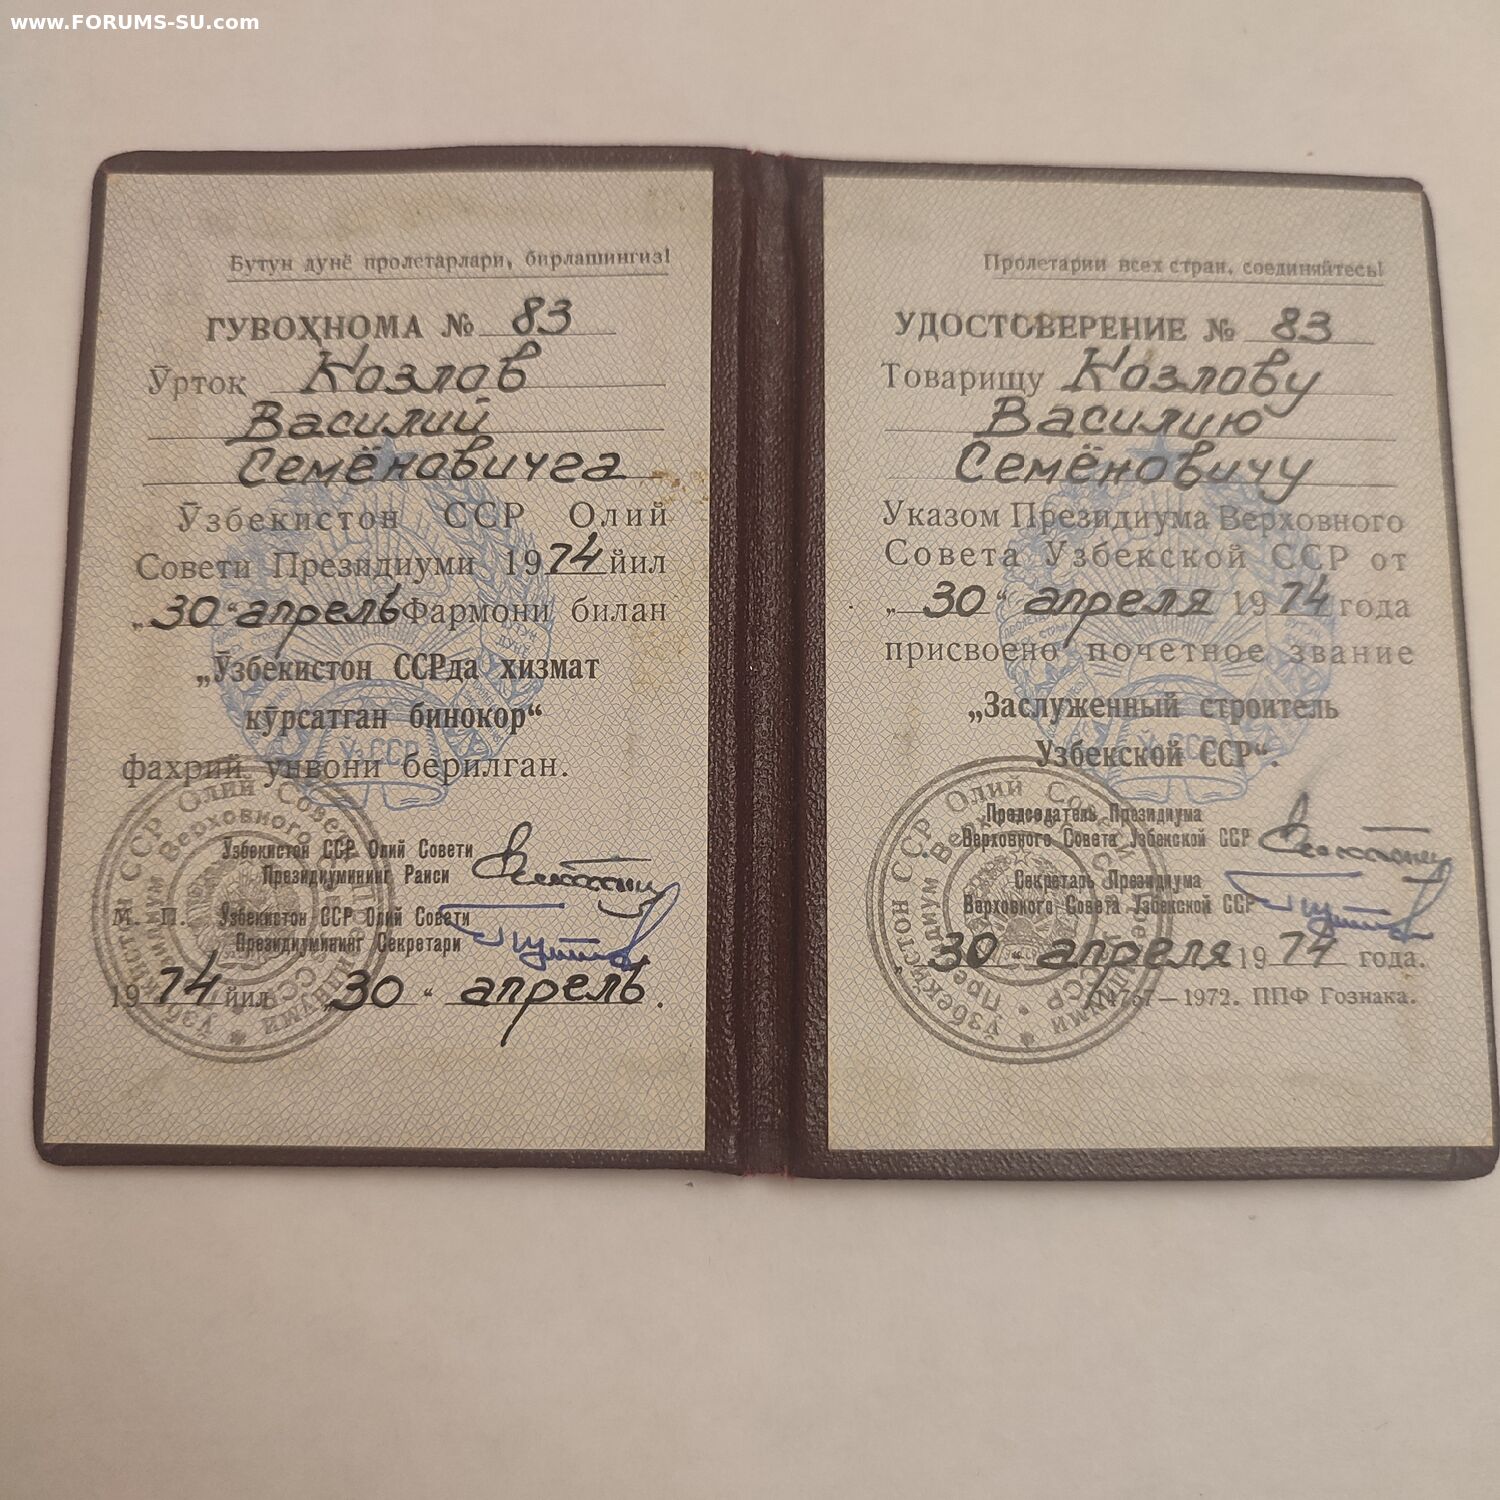 www.FORUMS-SU.com
Бутун дунё пролетарлари, бирлашингиз!
ГУВОҲНОМА № 83
Ўртоқ Козлов
Василий
Семёновичга
Ўзбекистон ССР Олий
Совети Президиуми 1974 йил
„30“ апрель Фармони билан
„Ўзбекистон ССРда хизмат
кўрсатган бинокор“
фахрий унвони берилган.
Ўзбекистон ССР Олий Совети
Президиумининг Раиси
М. П. Ўзбекистон ССР Олий Совети
Президиумининг Секретари
1974 йил 30 “ апрель.
Пролетарии всех стран, соединяйтесь!
УДОСТОВЕРЕНИЕ № 83
Товарищу Козлову
Василию
Семёновичу
Указом Президиума Верховного
Совета Узбекской ССР от
„30“ апреля 1974 года
присвоено почетное звание
„Заслуженный строитель
Узбекской ССР“.
Председатель Президиума
Верховного Совета Узбекской ССР
Секретарь Президиума
Верховного Совета Узбекской ССР
30 “ апреля 1974 года.
—1972. ППФ Гознака.
Ўз ССР